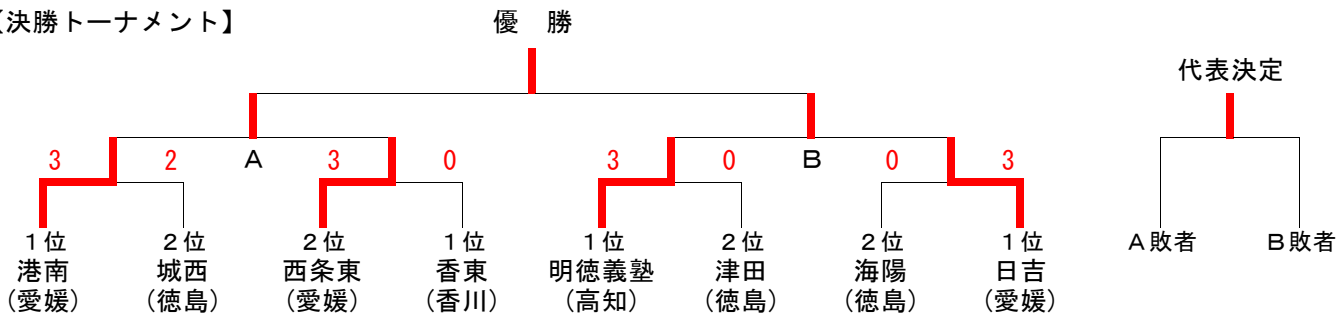 【決勝トーナメント】
優　勝
代表決定
3 2 A 3 0 3 0 B 0 3
1位 2位 2位 1位 1位 2位 2位 1位 A敗者 B敗者
港南 城西 西条東 香東 明徳義塾 津田 海陽 日吉
(愛媛) (徳島) (愛媛) (香川) (高知) (徳島) (徳島) (愛媛)